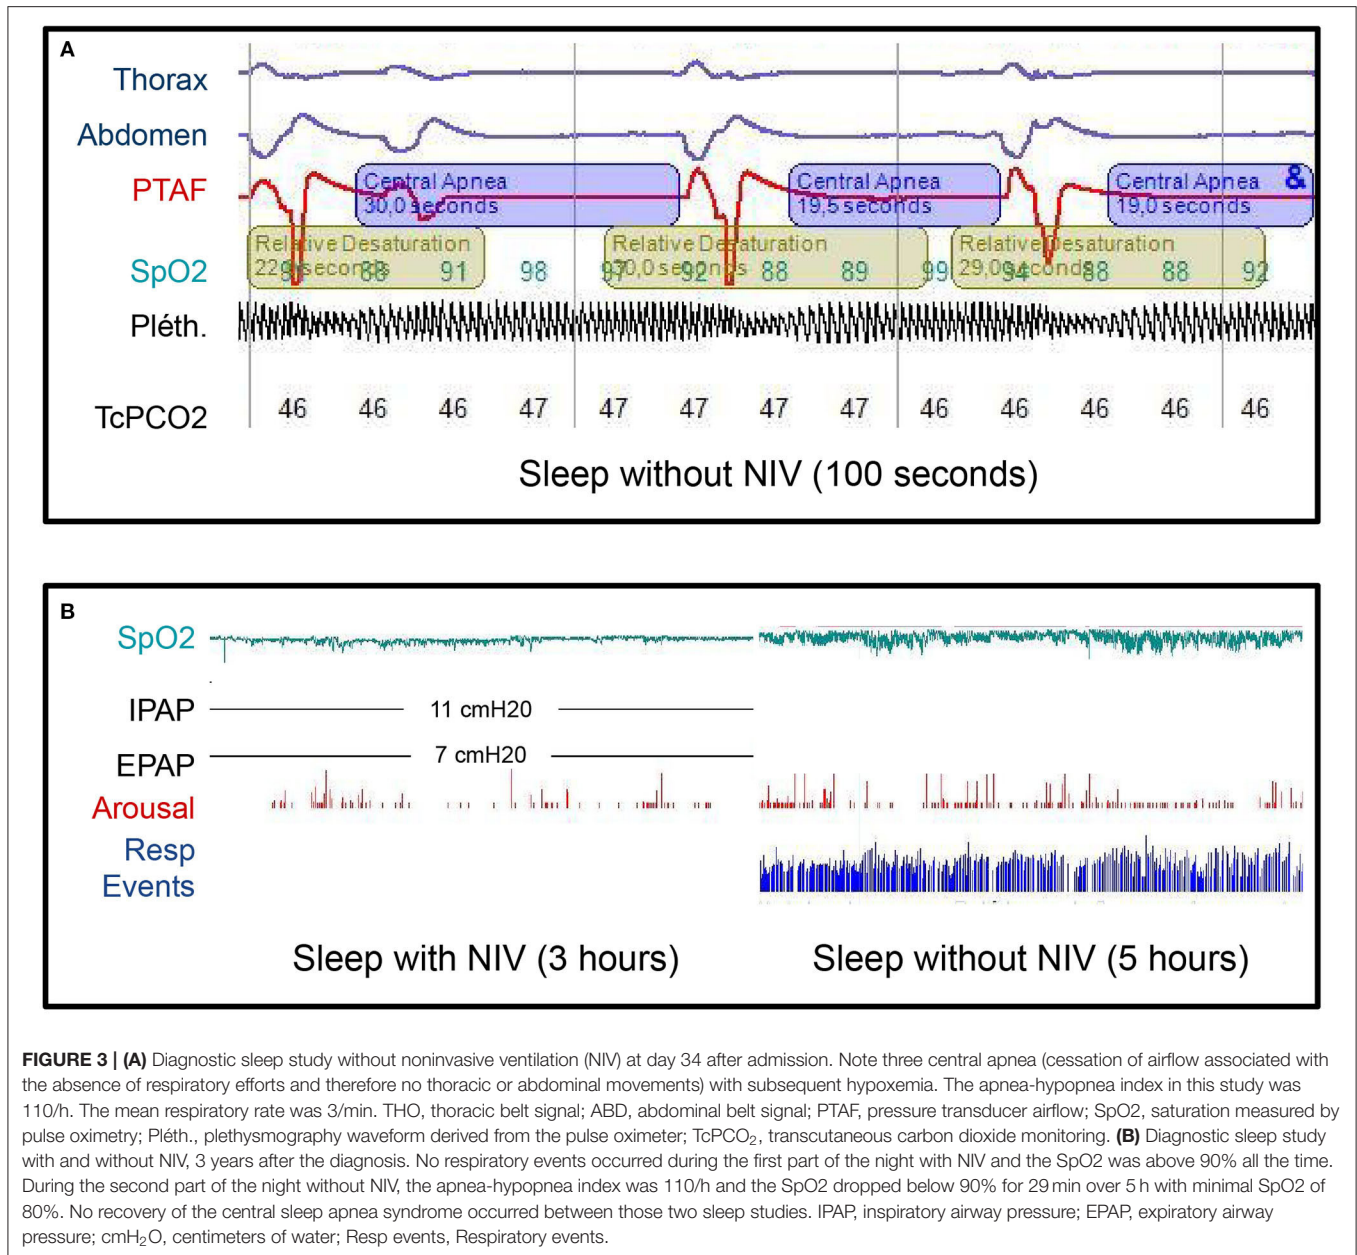 A
Thorax
Abdomen
PTAF
Central Apnea
30,0 seconds
Central Apnea
19,5 seconds
Central Apnea &
19,0 seconds
Relative Desaturation
seconds
Relative Desaturation
30,0 seconds
Relative Desaturation
29,0 seconds
SpO2
88 91 98 97 92 88 89 99 94 88 88 92
Pléth.
TcPCO2
46 46 46 47 47 47 47 47 46 46 46 46 46
Sleep without NIV (100 seconds)
B
SpO2
IPAP
11 cmH20
EPAP
7 cmH20
Arousal
Resp
Events
Sleep with NIV (3 hours)
Sleep without NIV (5 hours)
FIGURE 3 | (A) Diagnostic sleep study without noninvasive ventilation (NIV) at day 34 after admission. Note three central apnea (cessation of airflow associated with
the absence of respiratory efforts and therefore no thoracic or abdominal movements) with subsequent hypoxemia. The apnea-hypopnea index in this study was
110/h. The mean respiratory rate was 3/min. THO, thoracic belt signal; ABD, abdominal belt signal; PTAF, pressure transducer airflow; SpO2, saturation measured by
pulse oximetry; Pléth., plethysmography waveform derived from the pulse oximeter; TcPCO2, transcutaneous carbon dioxide monitoring. (B) Diagnostic sleep study
with and without NIV, 3 years after the diagnosis. No respiratory events occurred during the first part of the night with NIV and the SpO2 was above 90% all the time.
During the second part of the night without NIV, the apnea-hypopnea index was 110/h and the SpO2 dropped below 90% for 29 min over 5 h with minimal SpO2 of
80%. No recovery of the central sleep apnea syndrome occurred between those two sleep studies. IPAP, inspiratory airway pressure; EPAP, expiratory airway
pressure; cmH2O, centimeters of water; Resp events, Respiratory events.